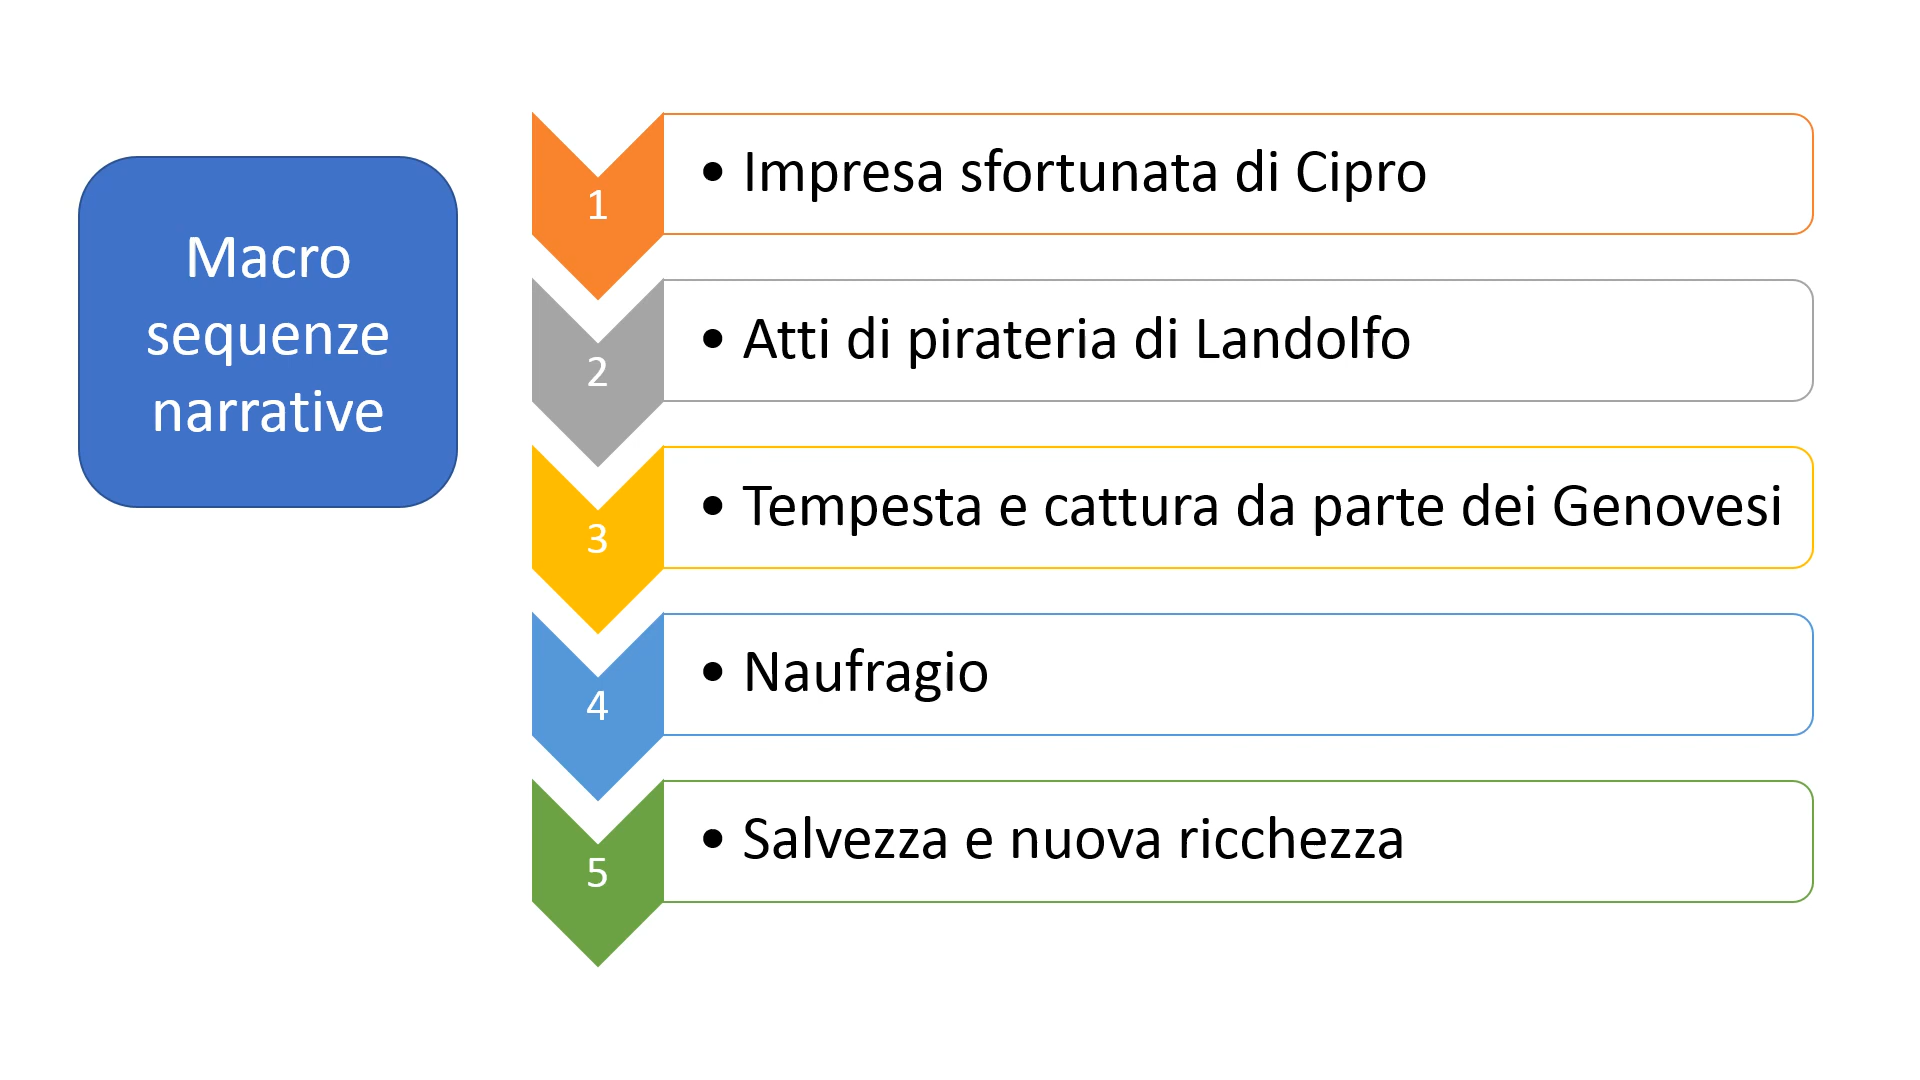 Macro
sequenze
narrative
1
• Impresa sfortunata di Cipro
2
• Atti di pirateria di Landolfo
3
• Tempesta e cattura da parte dei Genovesi
4
• Naufragio
5
• Salvezza e nuova ricchezza